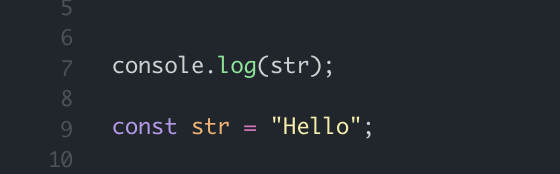 5
6
7 console.log(str);
8
9 const str = "Hello";
10